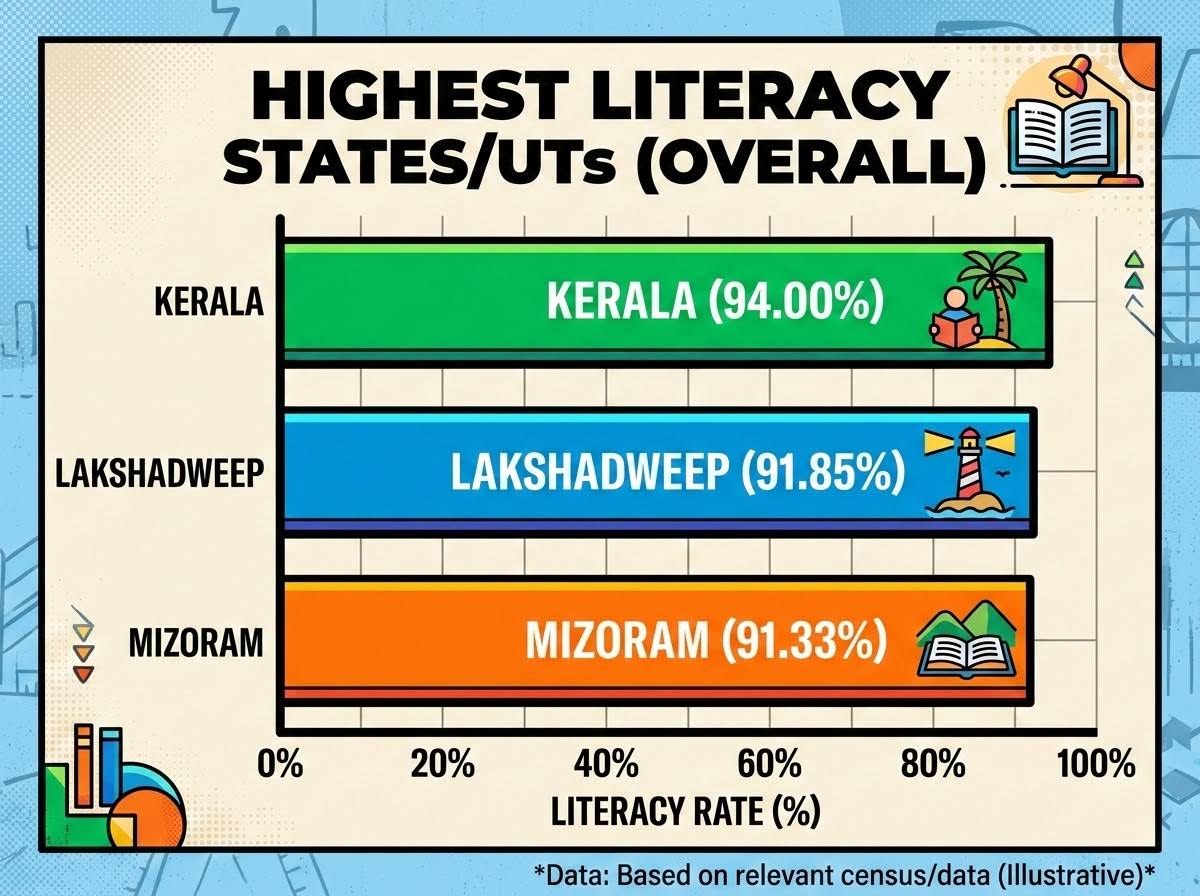 HIGHEST LITERACY
STATES/UTs (OVERALL)
KERALA
KERALA (94.00%)
LAKSHADWEEP
LAKSHADWEEP (91.85%)
MIZORAM
MIZORAM (91.33%)
0% 20% 40% 60% 80% 100%
LITERACY RATE (%)
*Data: Based on relevant census/data (Illustrative)*